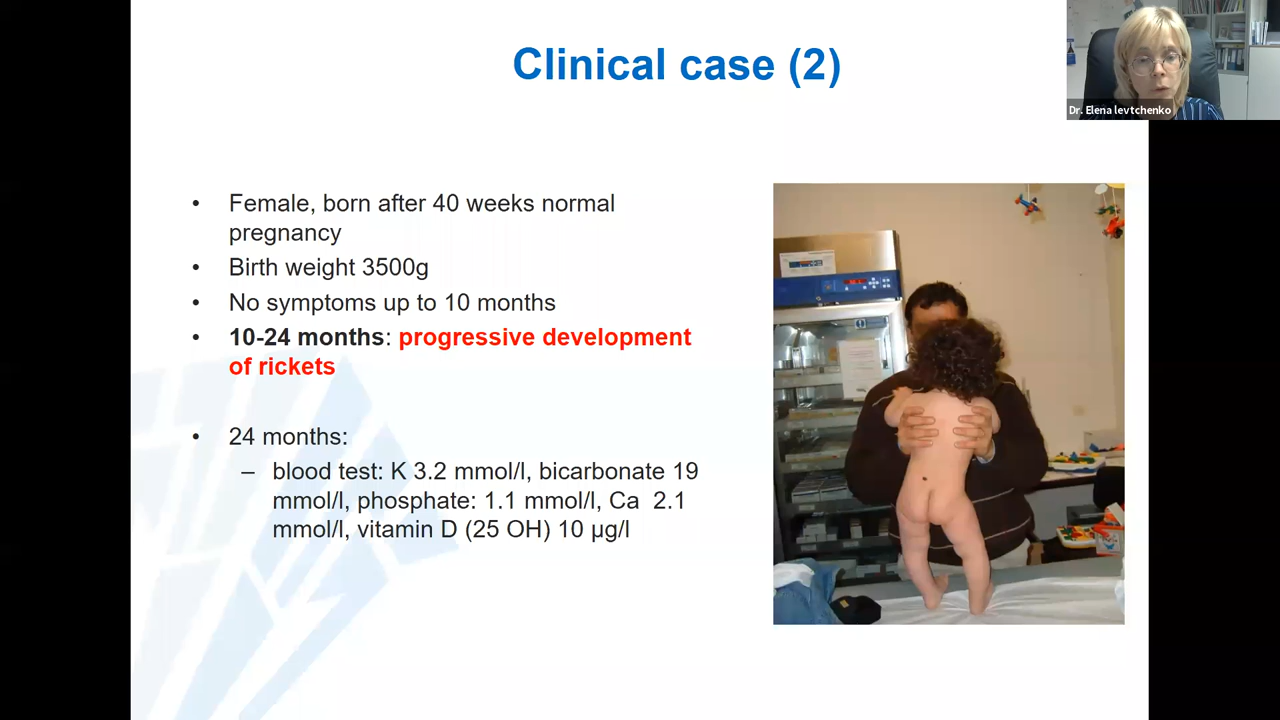 Clinical case (2)
Dr. Elena Ievtchenko
• Female, born after 40 weeks normal
pregnancy
• Birth weight 3500g
• No symptoms up to 10 months
• 10-24 months: progressive development
of rickets
• 24 months:
– blood test: K 3.2 mmol/l, bicarbonate 19
mmol/l, phosphate: 1.1 mmol/l, Ca 2.1
mmol/l, vitamin D (25 OH) 10 µg/l